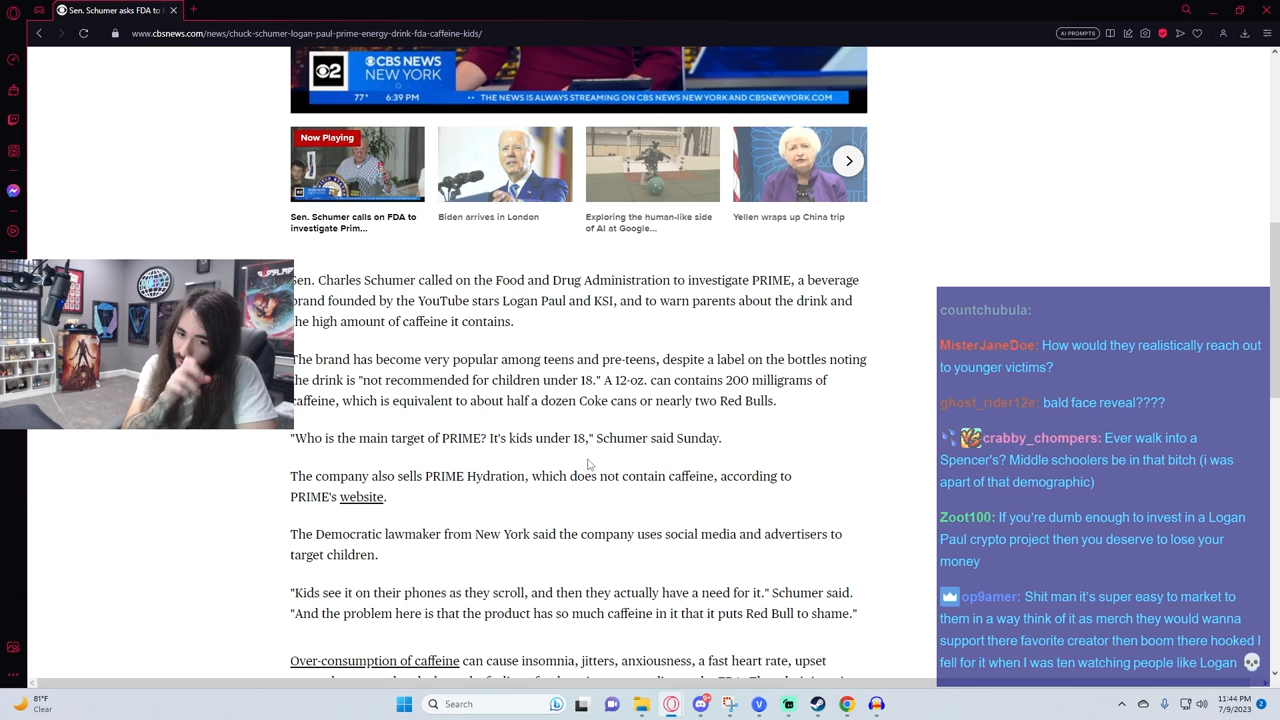 Sen. Schumer asks FDA to l
www.cbsnews.com/news/chuck-schumer-logan-paul-prime-energy-drink-fda-caffeine-kids/
AI PROMPTS
2
CBS NEWS
NEW YORK
77° 6:39 PM THE NEWS IS ALWAYS STREAMING ON CBS NEWS NEW YORK AND CBSNEWYORK.COM
Now Playing
Sen. Schumer calls on FDA to
investigate Prim...
Biden arrives in London
Exploring the human-like side
of AI at Google...
Yellen wraps up China trip
Sen. Charles Schumer called on the Food and Drug Administration to investigate PRIME, a beverage
brand founded by the YouTube stars Logan Paul and KSI, and to warn parents about the drink and
the high amount of caffeine it contains.
The brand has become very popular among teens and pre-teens, despite a label on the bottles noting
the drink is "not recommended for children under 18." A 12-oz. can contains 200 milligrams of
caffeine, which is equivalent to about half a dozen Coke cans or nearly two Red Bulls.
"Who is the main target of PRIME? It's kids under 18," Schumer said Sunday.
The company also sells PRIME Hydration, which does not contain caffeine, according to
PRIME's website.
The Democratic lawmaker from New York said the company uses social media and advertisers to
target children.
"Kids see it on their phones as they scroll, and then they actually have a need for it." Schumer said.
"And the problem here is that the product has so much caffeine in it that it puts Red Bull to shame."
Over-consumption of caffeine can cause insomnia, jitters, anxiousness, a fast heart rate, upset
countchubula:
MisterJaneDoe: How would they realistically reach out
to younger victims?
ghost_rider12e: bald face reveal????
crabby_chompers: Ever walk into a
Spencer's? Middle schoolers be in that bitch (i was
apart of that demographic)
Zoot100: If you're dumb enough to invest in a Logan
Paul crypto project then you deserve to lose your
money
op9amer: Shit man it's super easy to market to
them in a way think of it as merch they would wanna
support there favorite creator then boom there hooked I
fell for it when I was ten watching people like Logan 💀
81°F
Clear
Search
11:44 PM
7/9/2023